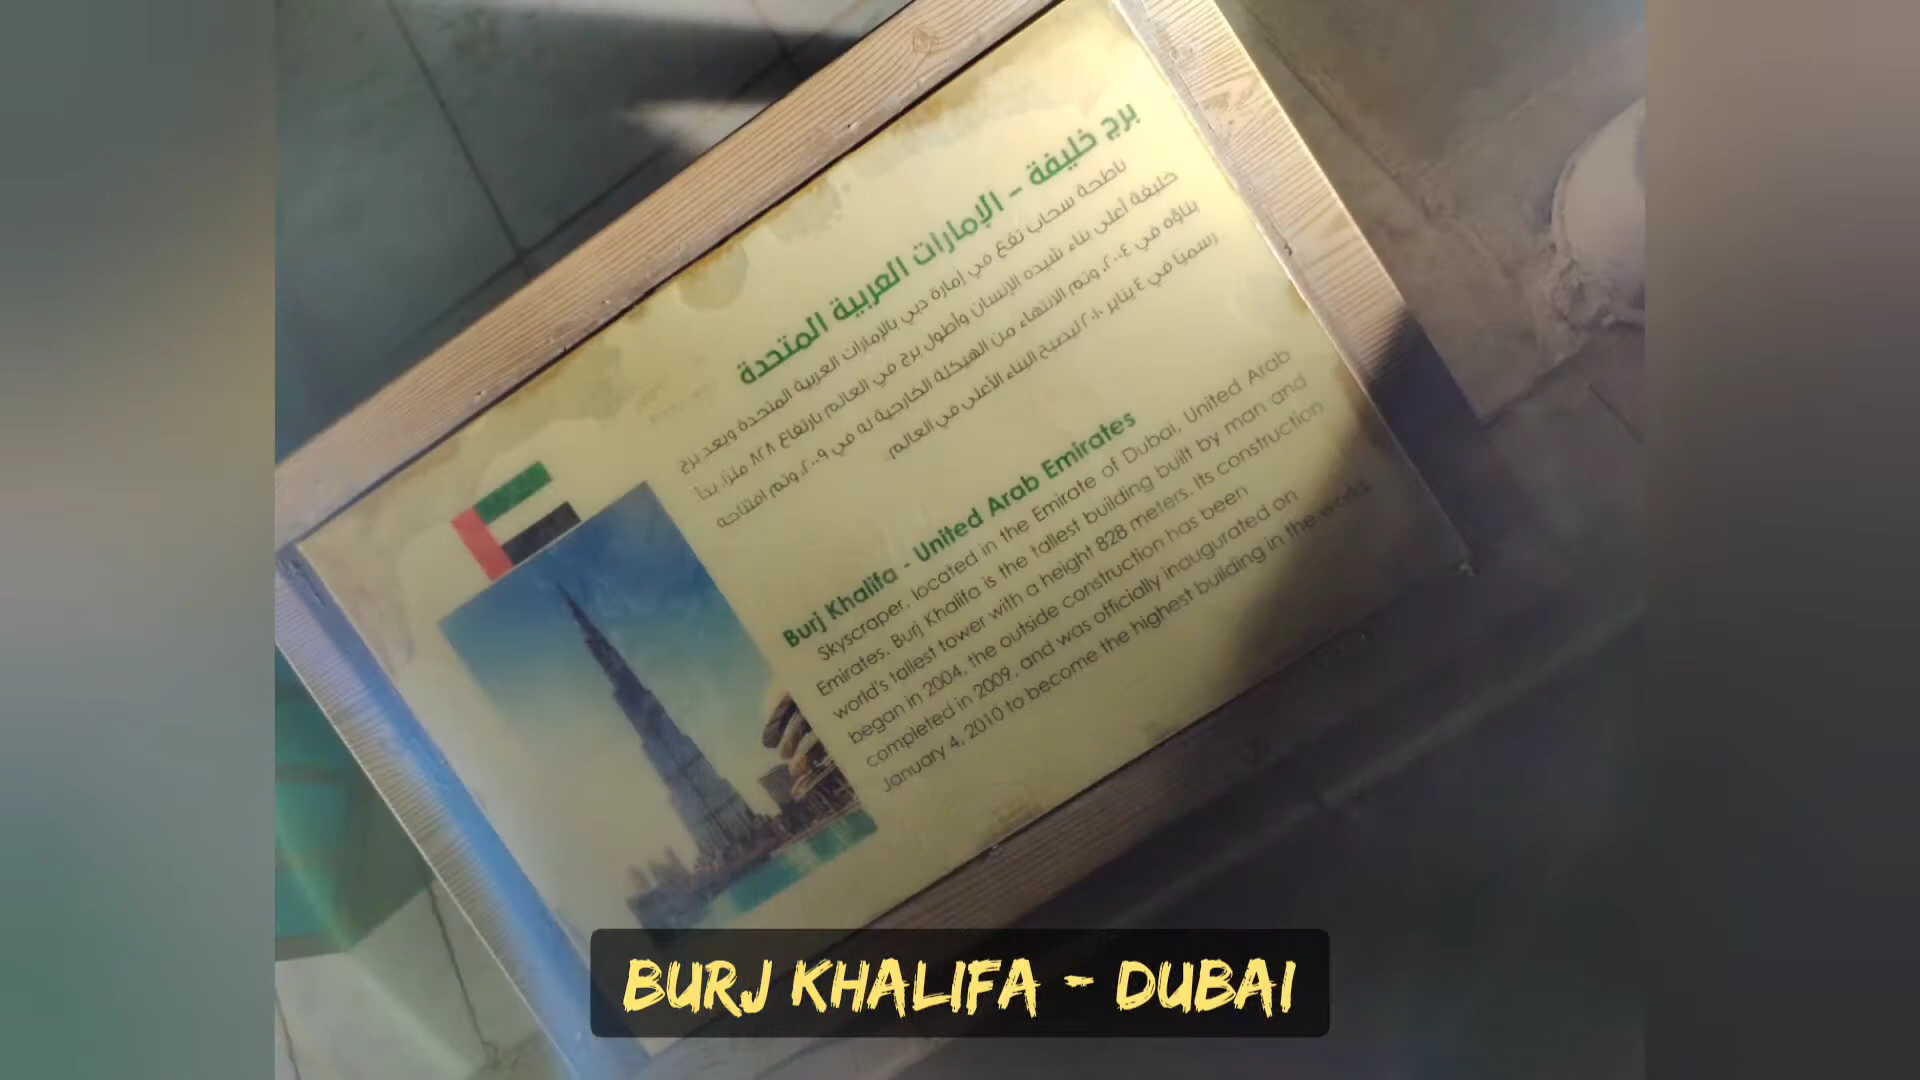 برج خليفة - الإمارات العربية المتحدة
ناطحة سحاب تقع في إمارة دبي بالإمارات العربية المتحدة ويعد برج
خليفة أعلى بناء شيده الإنسان وأطول برج في العالم بارتفاع ٨٢٨ مترًا. بدأ
بناؤه في ٢٠٠٤، وتم الانتهاء من الهيكلة الخارجية له في ٢٠٠٩، وتم افتتاحه
رسميًا في ٤ يناير ٢٠١٠ ليصبح البناء الأعلى في العالم.
Burj Khalifa - United Arab Emirates
Skyscraper, located in the Emirate of Dubai, United Arab
Emirates. Burj Khalifa is the tallest building built by man and
world's tallest tower with a height 828 meters. Its construction
began in 2004, the outside construction has been
completed in 2009, and was officially inaugurated on
January 4, 2010 to become the highest building in the world.
BURJ KHALIFA - DUBAI